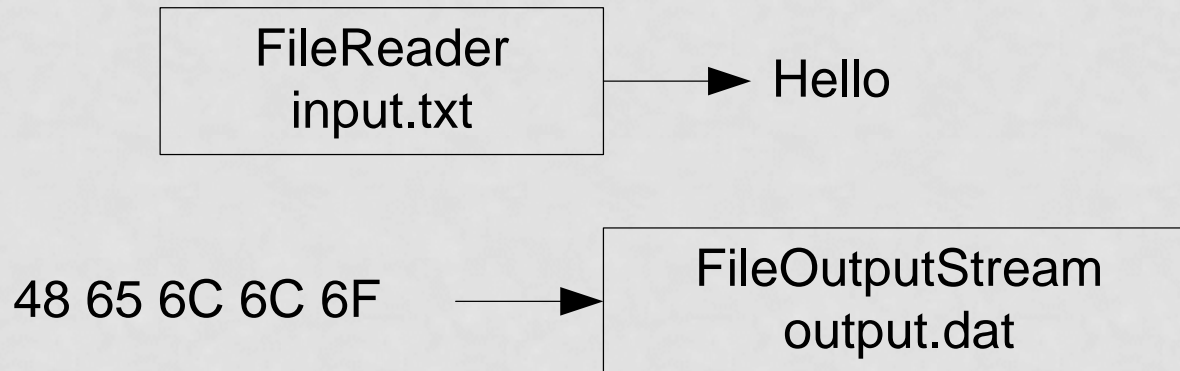 FileReader
input.txt
Hello
48 65 6C 6C 6F
FileOutputStream
output.dat